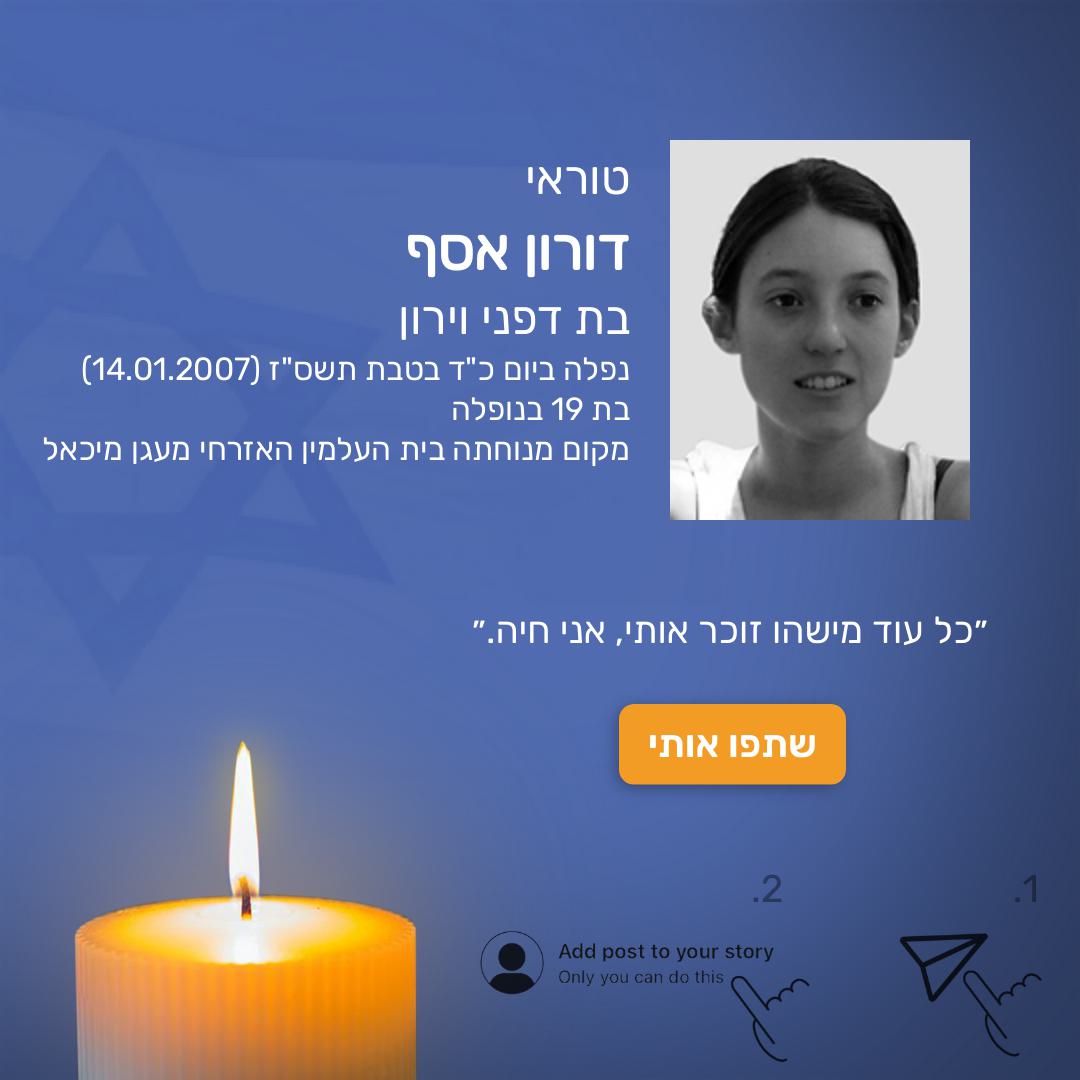 טוראי
דורון אסף
בת דפני וירון
נפלה ביום כ"ד בטבת תשס"ז (14.01.2007)
בת 19 בנופלה
מקום מנוחתה בית העלמין האזרחי מעגן מיכאל
״כל עוד מישהו זוכר אותי, אני חיה.״
שתפו אותי
1.
2.
Add post to your story
Only you can do this